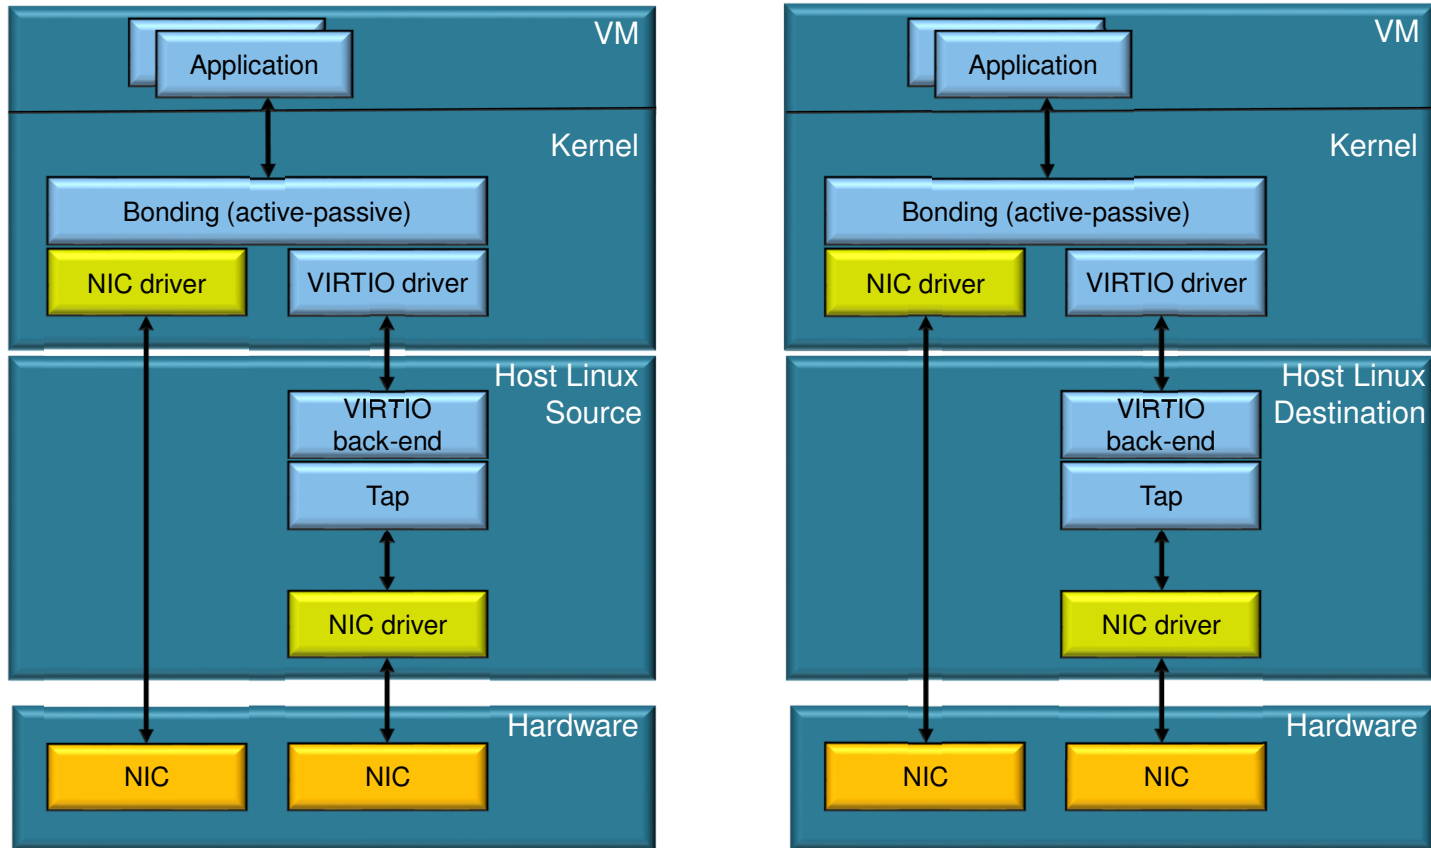 VM
Application
Kernel
Bonding (active-passive)
NIC driver
VIRTIO driver
Host Linux
Source
VIRTIO
back-end
Tap
NIC driver
Hardware
NIC
NIC
VM
Application
Kernel
Bonding (active-passive)
NIC driver
VIRTIO driver
Host Linux
Destination
VIRTIO
back-end
Tap
NIC driver
Hardware
NIC
NIC